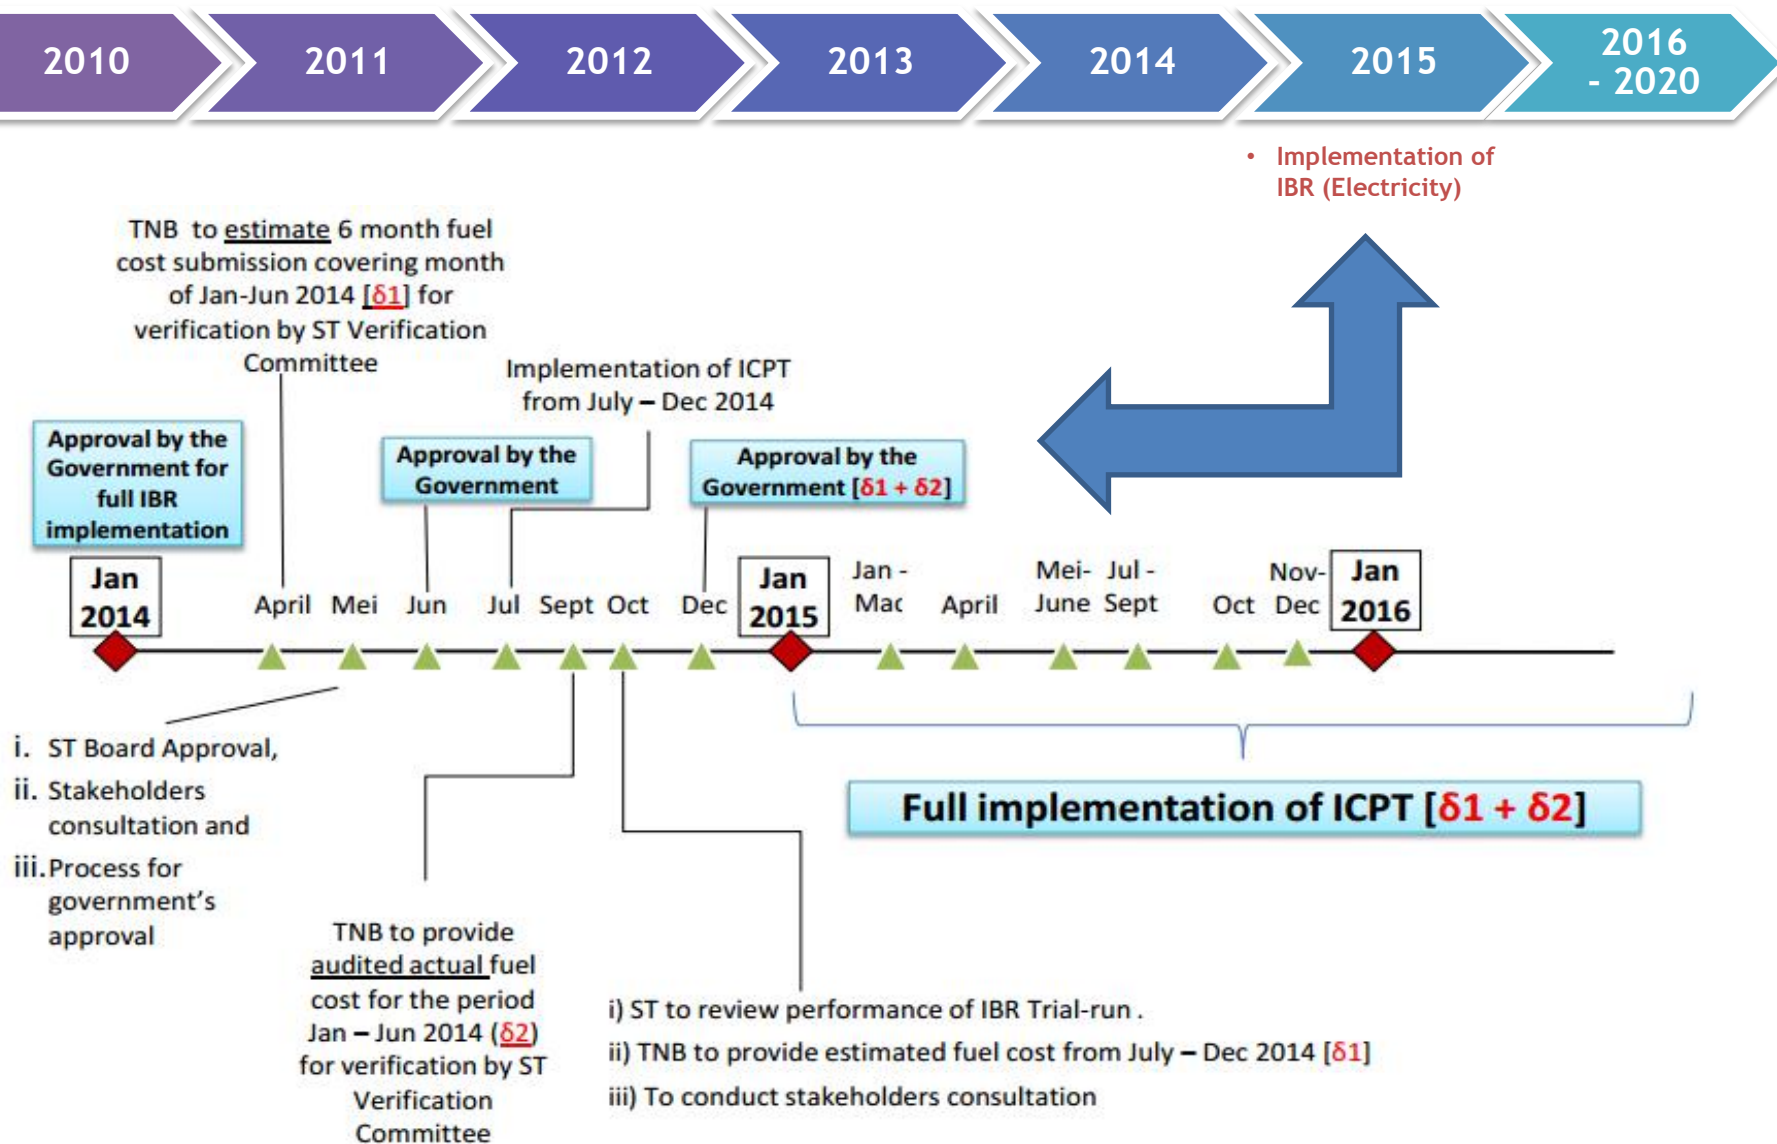 2010
2011
2012
2013
2014
2015
2016
- 2020
• Implementation of
IBR (Electricity)
TNB to estimate 6 month fuel
cost submission covering month
of Jan-Jun 2014 [δ1] for
verification by ST Verification
Committee
Implementation of ICPT
from July – Dec 2014
Approval by the
Government for
full IBR
implementation
Approval by the
Government
Approval by the
Government [δ1 + δ2]
Jan
2014
April
Mei
Jun
Jul
Sept
Oct
Dec
Jan
2015
Jan -
Mac
April
Mei-
June
Jul -
Sept
Oct
Nov-
Dec
Jan
2016
i. ST Board Approval,
ii. Stakeholders
consultation and
iii. Process for
government's
approval
Full implementation of ICPT [δ1 + δ2]
TNB to provide
audited actual fuel
cost for the period
Jan – Jun 2014 (δ2)
for verification by ST
Verification
Committee
i) ST to review performance of IBR Trial-run .
ii) TNB to provide estimated fuel cost from July – Dec 2014 [δ1]
iii) To conduct stakeholders consultation